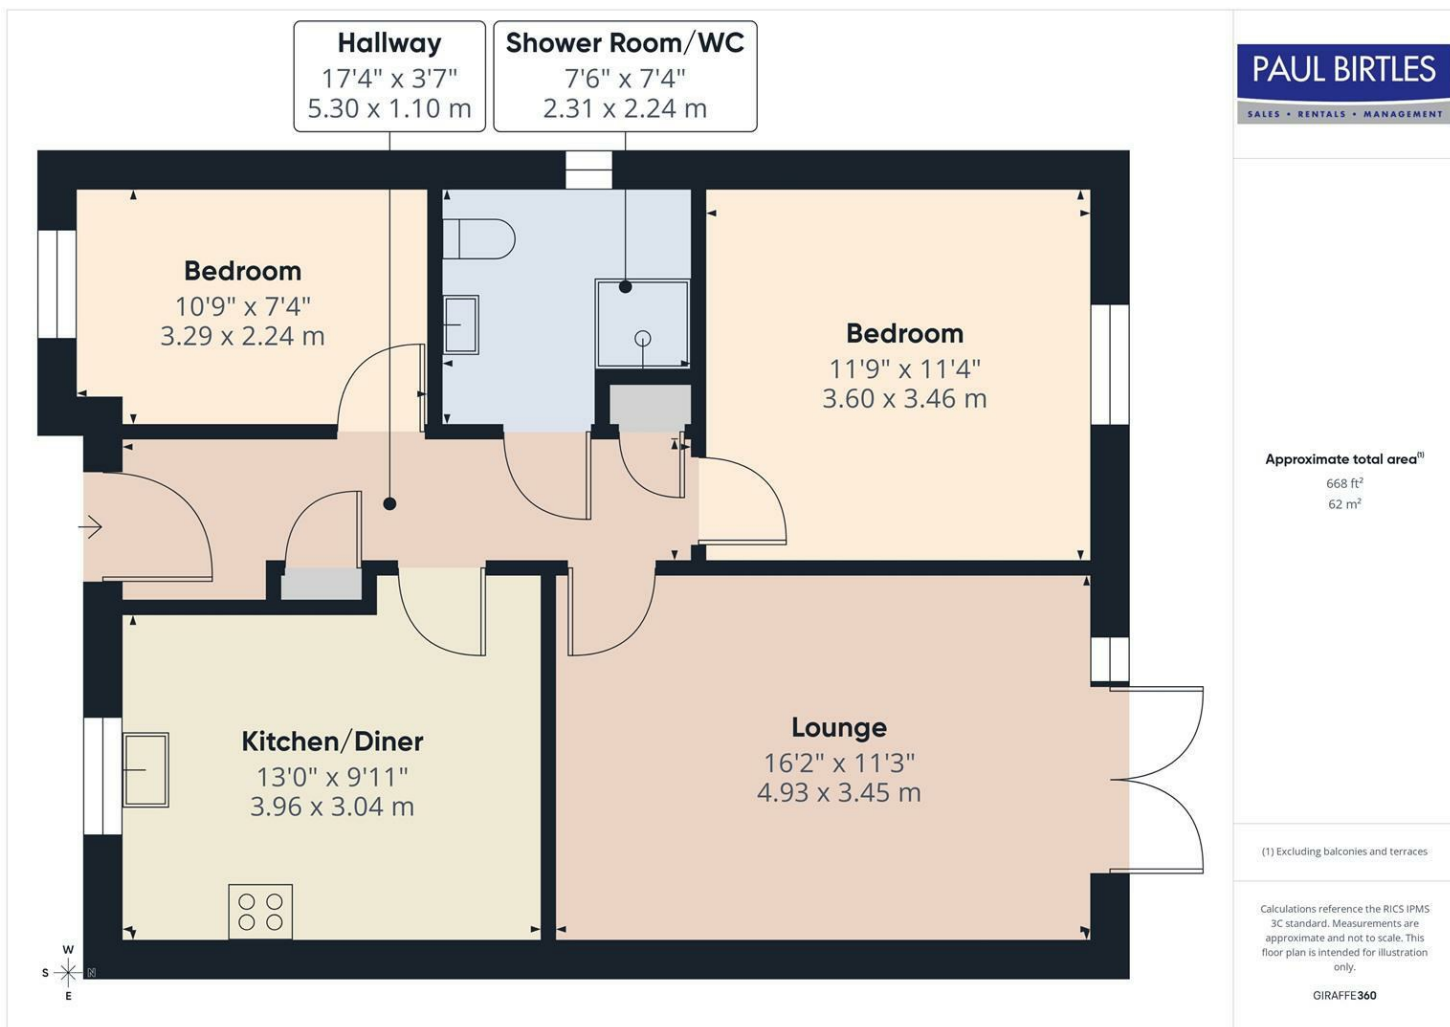 Hallway
17'4" x 3'7"
5.30 x 1.10 m
Shower Room/WC
7'6" x 7'4"
2.31 x 2.24 m
Bedroom
10'9" x 7'4"
3.29 x 2.24 m
Bedroom
11'9" x 11'4"
3.60 x 3.46 m
Kitchen/Diner
13'0" x 9'11"
3.96 x 3.04 m
Lounge
16'2" x 11'3"
4.93 x 3.45 m
W
S N
E
PAUL BIRTLES
SALES • RENTALS • MANAGEMENT
Approximate total area(1)
668 ft²
62 m²
(1) Excluding balconies and terraces
Calculations reference the RICS IPMS
3C standard. Measurements are
approximate and not to scale. This
floor plan is intended for illustration
only.
GIRAFFE360